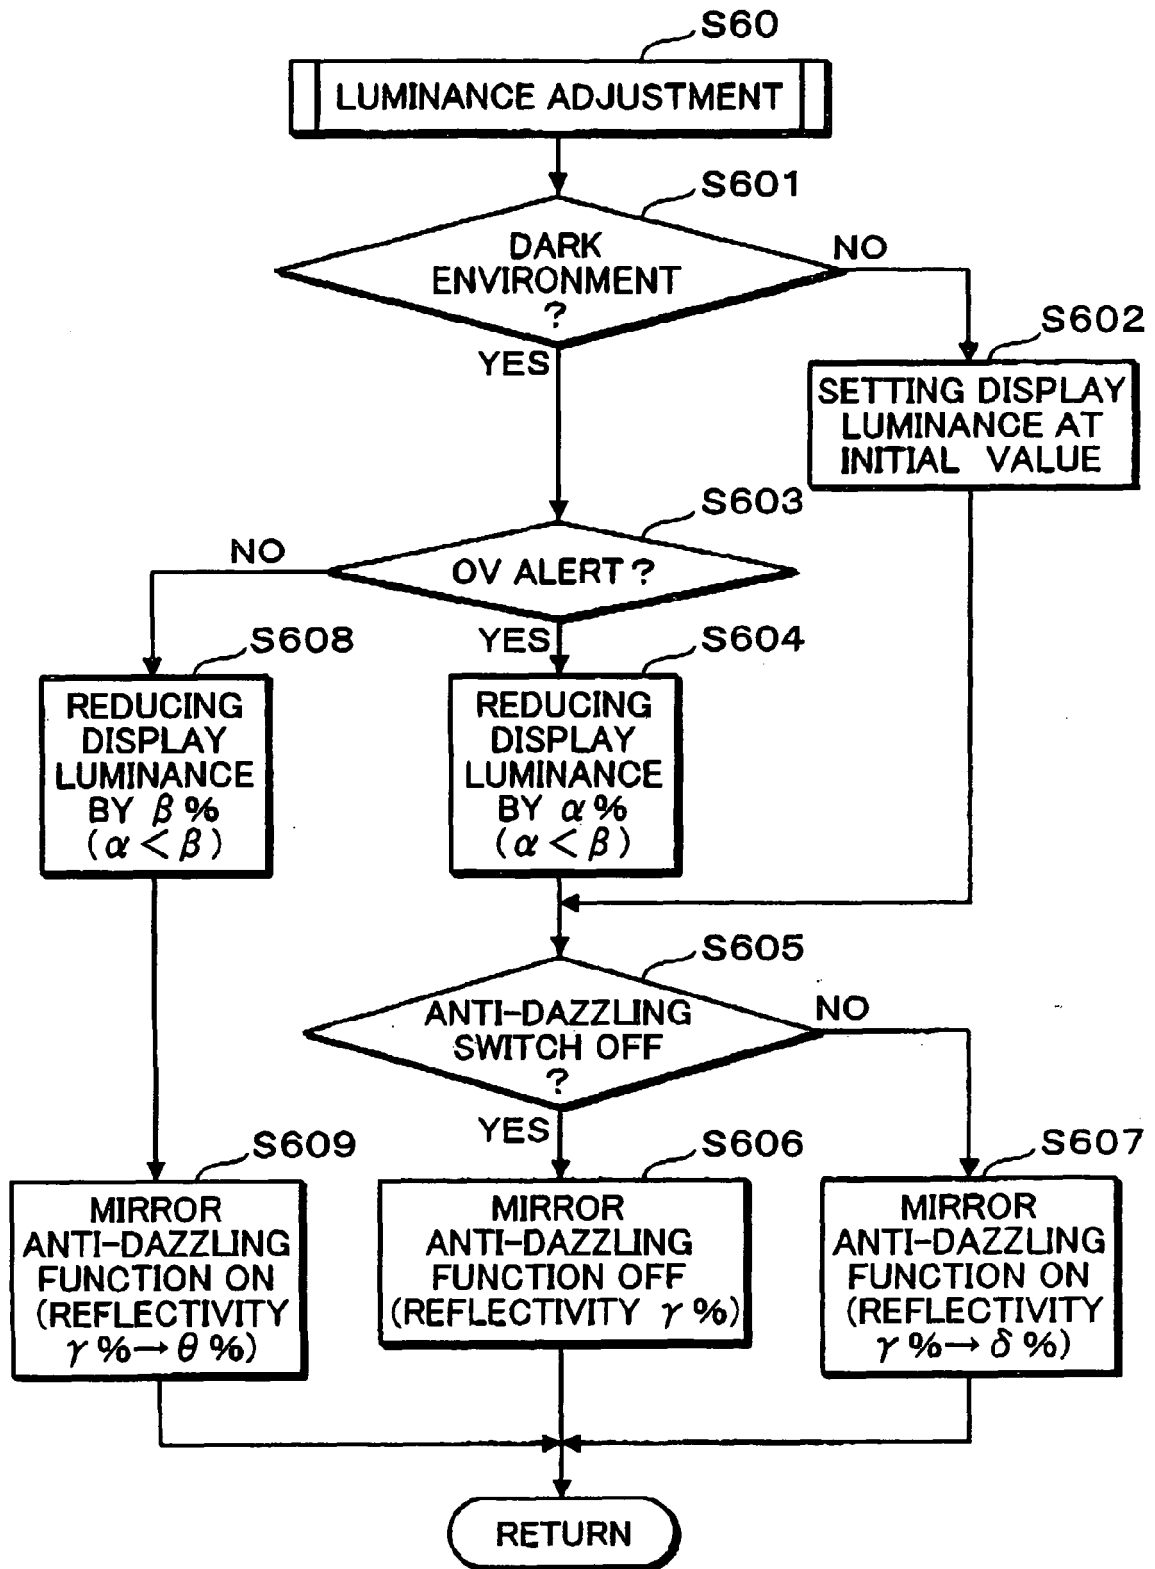 S60
LUMINANCE ADJUSTMENT
S601
DARK
ENVIRONMENT
?
NO
YES
S602
SETTING DISPLAY
LUMINANCE AT
INITIAL VALUE
S603
OV ALERT?
NO
YES
S608
REDUCING
DISPLAY
LUMINANCE
BY β%
(α<β)
S604
REDUCING
DISPLAY
LUMINANCE
BY α%
(α<β)
S605
ANTI-DAZZLING
SWITCH OFF
?
NO
YES
S609
MIRROR
ANTI-DAZZLING
FUNCTION ON
(REFLECTIVITY
γ%→θ%)
S606
MIRROR
ANTI-DAZZLING
FUNCTION OFF
(REFLECTIVITY γ%)
S607
MIRROR
ANTI-DAZZLING
FUNCTION ON
(REFLECTIVITY
γ%→δ%)
RETURN